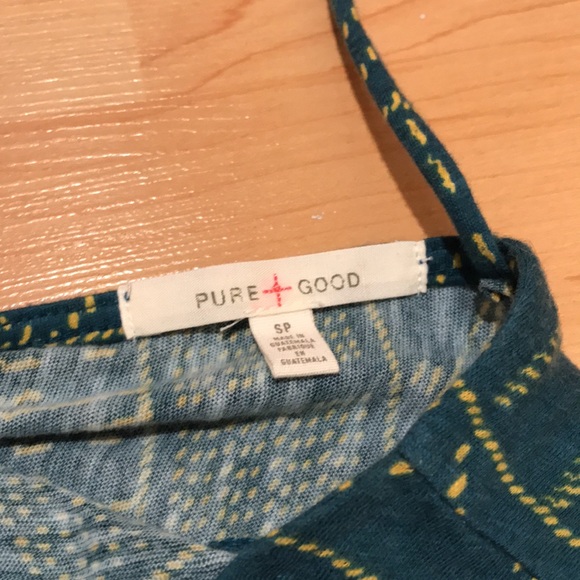 PURE + GOOD
SP
MADE IN
GUATEMALA
FABRIQUE
EN
GUATEMALA